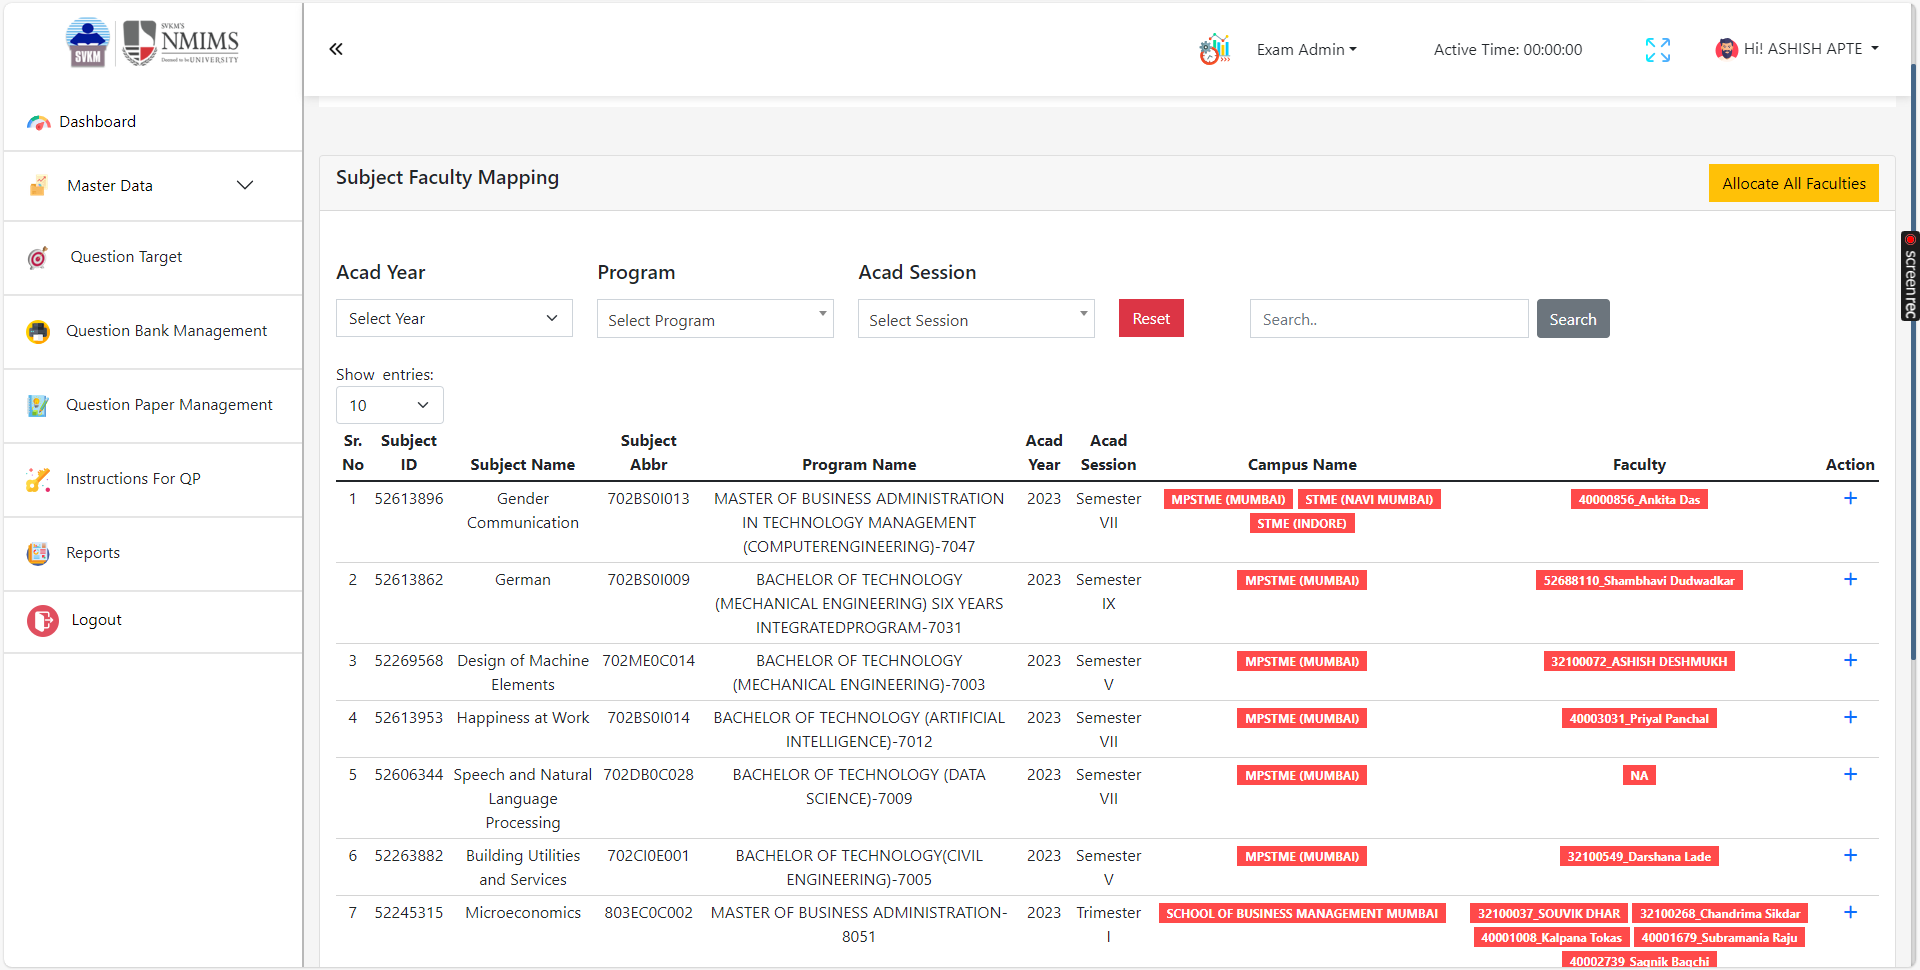 SVKM
SVKM'S
NMIMS
Deemed to be UNIVERSITY
Exam Admin
Active Time: 00:00:00
Hi! ASHISH APTE
Dashboard
Master Data
Question Target
Question Bank Management
Question Paper Management
Instructions For QP
Reports
Logout
Subject Faculty Mapping
Allocate All Faculties
Acad Year
Program
Acad Session
Select Year
Select Program
Select Session
Reset
Search..
Search
screenrec
Show entries:
10
Sr. No Subject ID Subject Name Subject Abbr Program Name Acad Year Acad Session Campus Name Faculty Action
1 52613896 Gender 702BS0I013 MASTER OF BUSINESS ADMINISTRATION 2023 Semester MPSTME (MUMBAI) STME (NAVI MUMBAI) 40000856_Ankita Das +
Communication IN TECHNOLOGY MANAGEMENT VII STME (INDORE)
(COMPUTERENGINEERING)-7047
2 52613862 German 702BS0I009 BACHELOR OF TECHNOLOGY 2023 Semester MPSTME (MUMBAI) 52688110_Shambhavi Dudwadkar +
(MECHANICAL ENGINEERING) SIX YEARS IX
INTEGRATEDPROGRAM-7031
3 52269568 Design of Machine 702ME0C014 BACHELOR OF TECHNOLOGY 2023 Semester MPSTME (MUMBAI) 32100072_ASHISH DESHMUKH +
Elements (MECHANICAL ENGINEERING)-7003 V
4 52613953 Happiness at Work 702BS0I014 BACHELOR OF TECHNOLOGY (ARTIFICIAL 2023 Semester MPSTME (MUMBAI) 40003031_Priyal Panchal +
INTELLIGENCE)-7012 VII
5 52606344 Speech and Natural 702DB0C028 BACHELOR OF TECHNOLOGY (DATA 2023 Semester MPSTME (MUMBAI) NA +
Language SCIENCE)-7009 VII
Processing
6 52263882 Building Utilities 702CI0E001 BACHELOR OF TECHNOLOGY(CIVIL 2023 Semester MPSTME (MUMBAI) 32100549_Darshana Lade +
and Services ENGINEERING)-7005 V
7 52245315 Microeconomics 803EC0C002 MASTER OF BUSINESS ADMINISTRATION- 2023 Trimester SCHOOL OF BUSINESS MANAGEMENT MUMBAI 32100037_SOUVIK DHAR 32100268_Chandrima Sikdar +
8051 I 40001008_Kalpana Tokas 40001679_Subramania Raju
40002739_Sagnik Bagchi